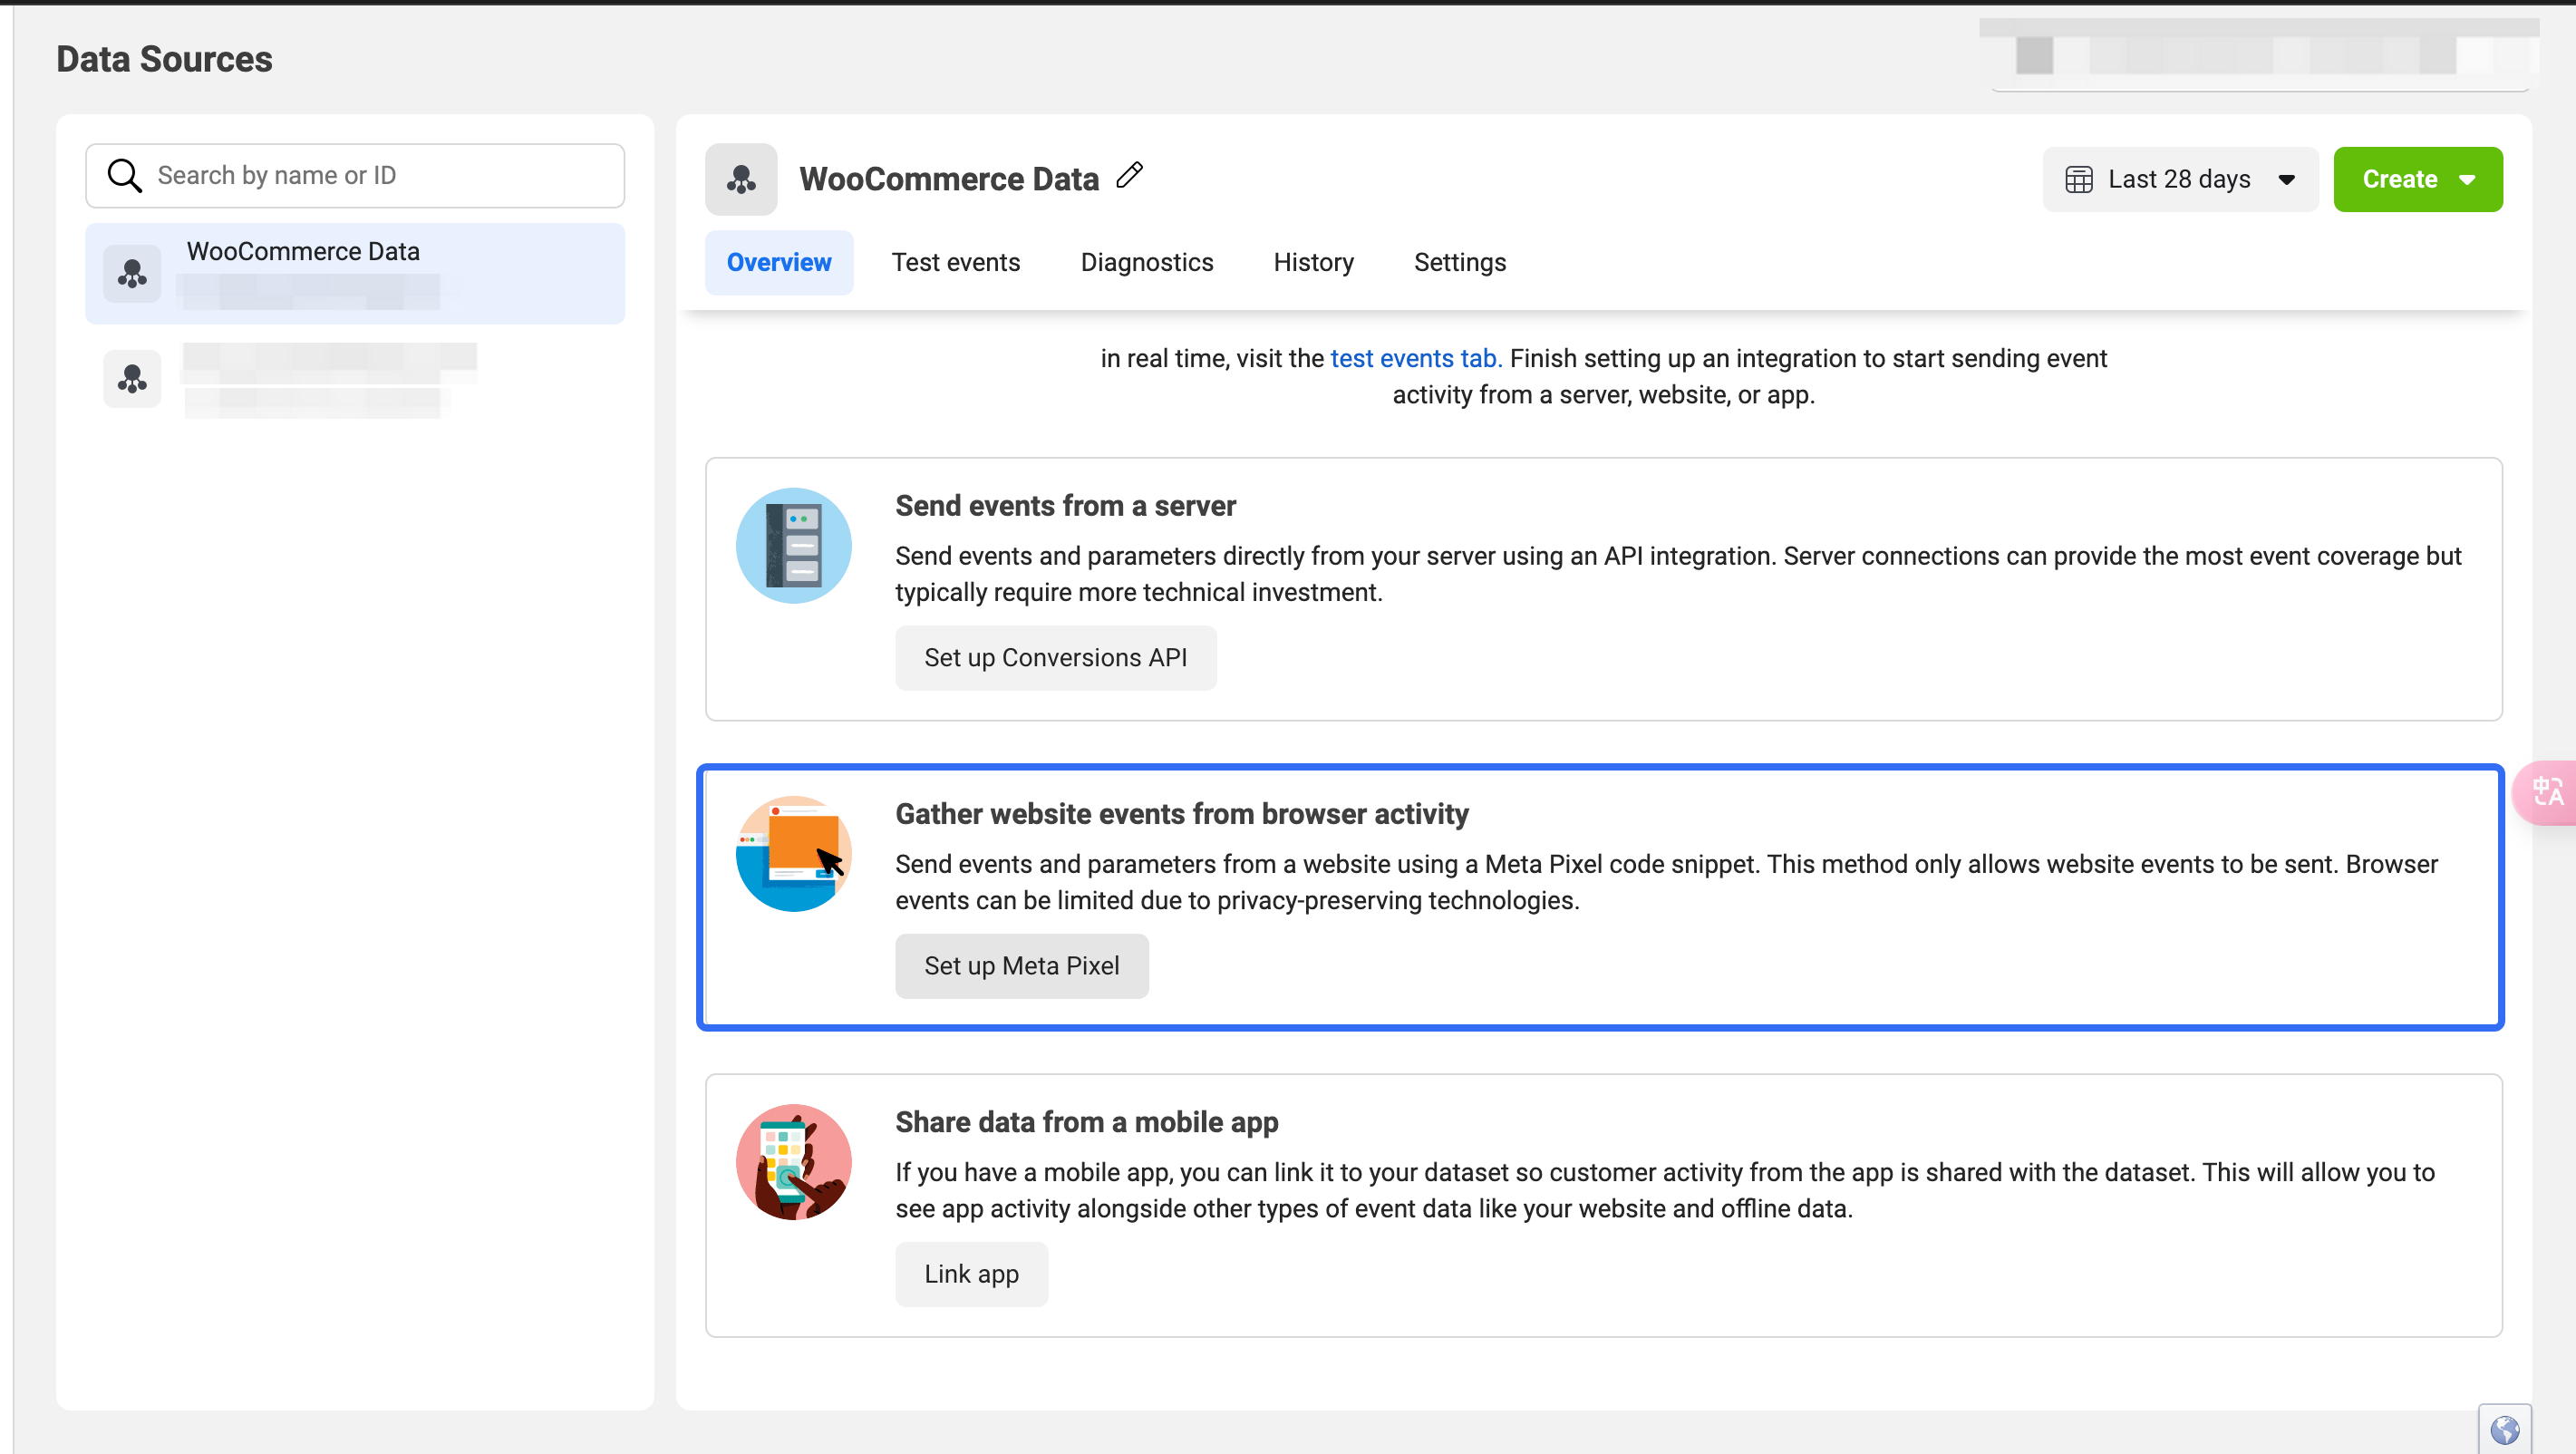 Data Sources
Search by name or ID
WooCommerce Data
WooCommerce Data
Last 28 days
Create
Overview
Test events
Diagnostics
History
Settings
in real time, visit the test events tab. Finish setting up an integration to start sending event
activity from a server, website, or app.
Send events from a server
Send events and parameters directly from your server using an API integration. Server connections can provide the most event coverage but
typically require more technical investment.
Set up Conversions API
Gather website events from browser activity
Send events and parameters from a website using a Meta Pixel code snippet. This method only allows website events to be sent. Browser
events can be limited due to privacy-preserving technologies.
Set up Meta Pixel
Share data from a mobile app
If you have a mobile app, you can link it to your dataset so customer activity from the app is shared with the dataset. This will allow you to
see app activity alongside other types of event data like your website and offline data.
Link app
中A